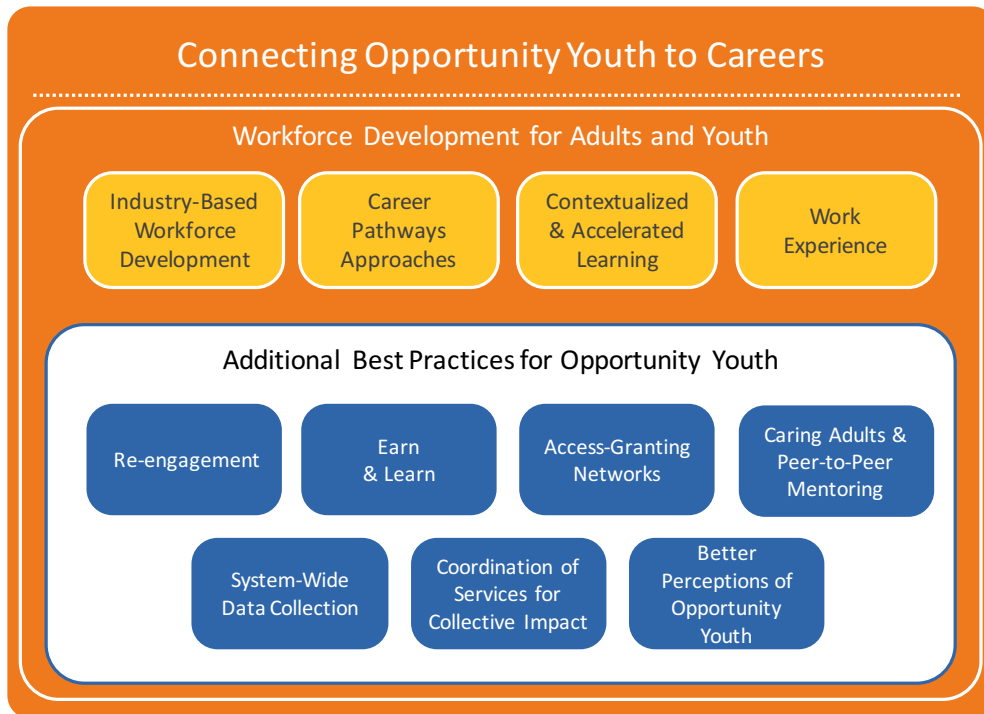 Connecting Opportunity Youth to Careers
Workforce Development for Adults and Youth
Industry-Based
Workforce
Development
Career
Pathways
Approaches
Contextualized
& Accelerated
Learning
Work
Experience
Additional Best Practices for Opportunity Youth
Re-engagement
Earn
& Learn
Access-Granting
Networks
Caring Adults &
Peer-to-Peer
Mentoring
System-Wide
Data Collection
Coordination of
Services for
Collective Impact
Better
Perceptions of
Opportunity
Youth